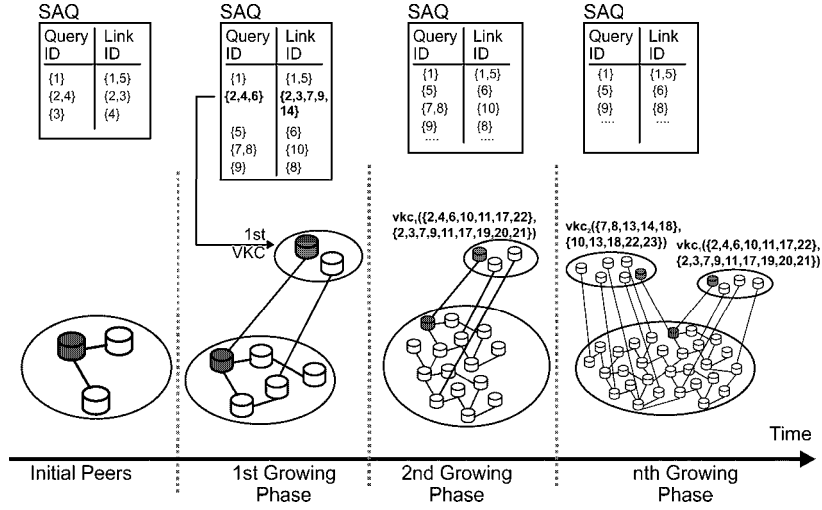 SAQ
Query ID
Link ID
{1} {1,5}
{2,4} {2,3}
{3} {4}
SAQ
Query ID
Link ID
{1} {1,5}
{2,4,6} {2,3,7,9,
14}
{5} {6}
{7,8} {10}
{9} {8}
SAQ
Query ID
Link ID
{1} {1,5}
{5} {6}
{7,8} {10}
{9} {8}
.... ....
SAQ
Query ID
Link ID
{1} {1,5}
{5} {6}
{9} {8}
.... ....
1st
VKC
vkc₁({2,4,6,10,11,17,22},
{2,3,7,9,11,17,19,20,21})
vkc₂({7,8,13,14,18},
{10,13,18,22,23})
vkc₁({2,4,6,10,11,17,22},
{2,3,7,9,11,17,19,20,21})
Time
Initial Peers
1st Growing
Phase
2nd Growing
Phase
nth Growing
Phase